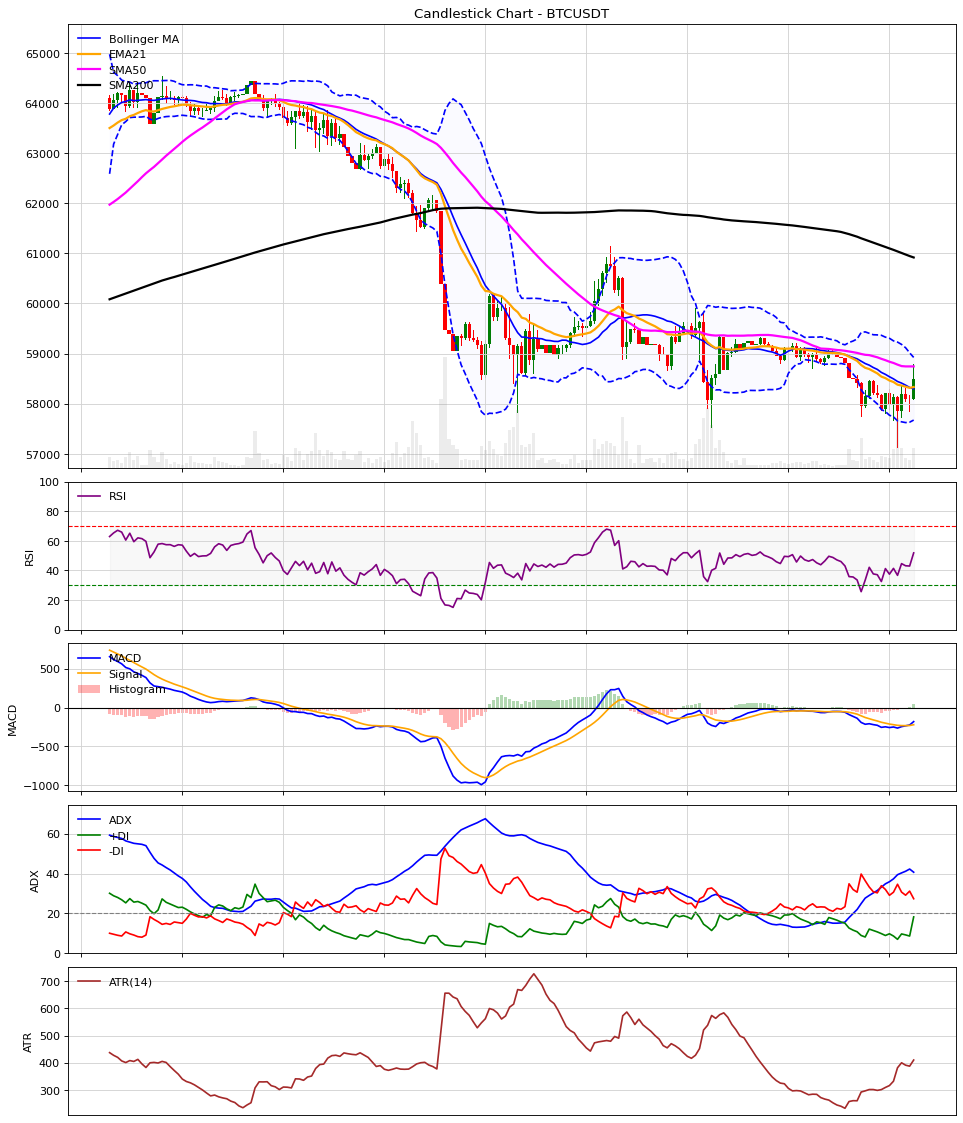 Candlestick Chart - BTCUSDT
Bollinger MA
EMA21
SMA50
SMA200
65000
64000
63000
62000
61000
60000
59000
58000
57000
RSI
RSI
100
80
60
40
20
0
MACD
Signal
Histogram
MACD
500
0
−500
−1000
ADX
+DI
-DI
ADX
60
40
20
0
ATR(14)
ATR
700
600
500
400
300